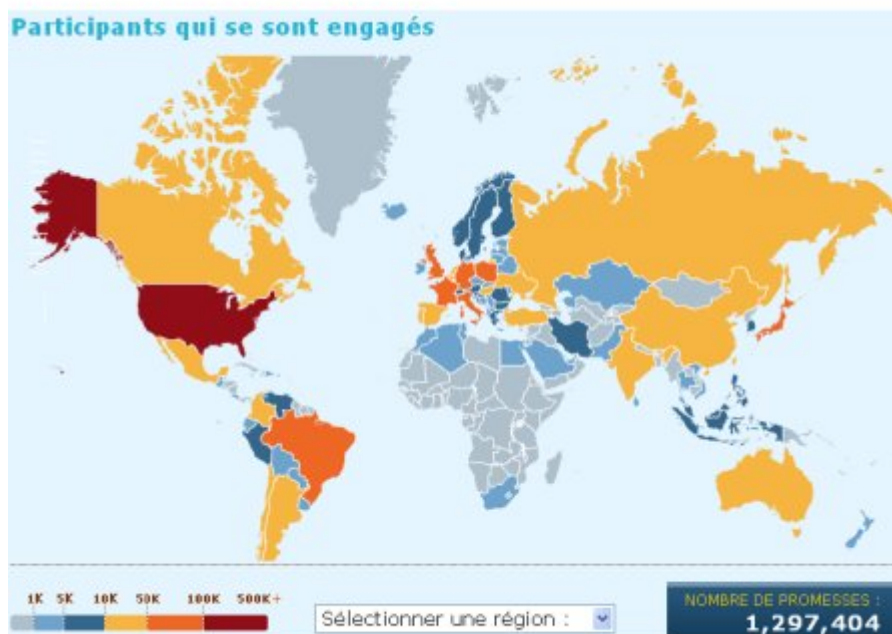 Participants qui se sont engagés
1K 5K 10K 50K 100K 500K+
Sélectionner une région :
NOMBRE DE PROMESSES :
1,297,404